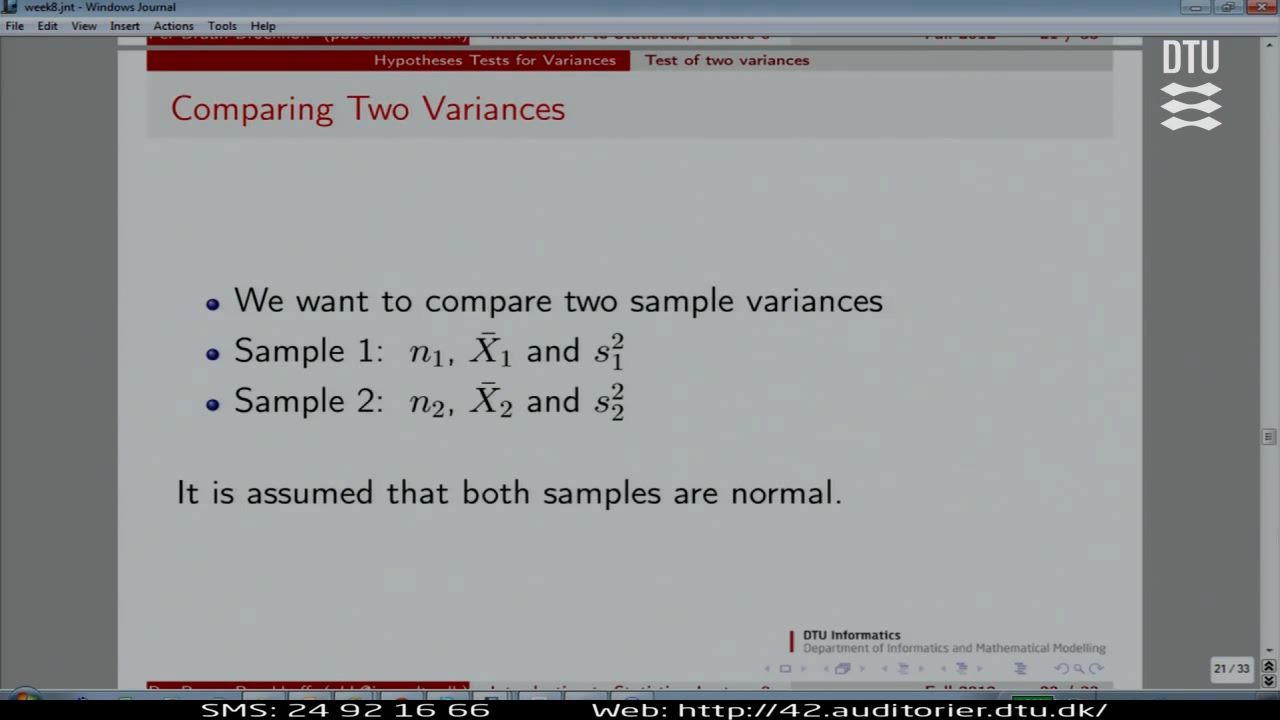 week8.jnt - Windows Journal
File Edit View Insert Actions Tools Help
Hypotheses Tests for Variances Test of two variances
DTU
Comparing Two Variances
We want to compare two sample variances
Sample 1: n₁, X̄₁ and s₁²
Sample 2: n₂, X̄₂ and s₂²
It is assumed that both samples are normal.
DTU Informatics
Department of Informatics and Mathematical Modelling
21 / 33
SMS: 24 92 16 66 Web: http://42.auditorier.dtu.dk/